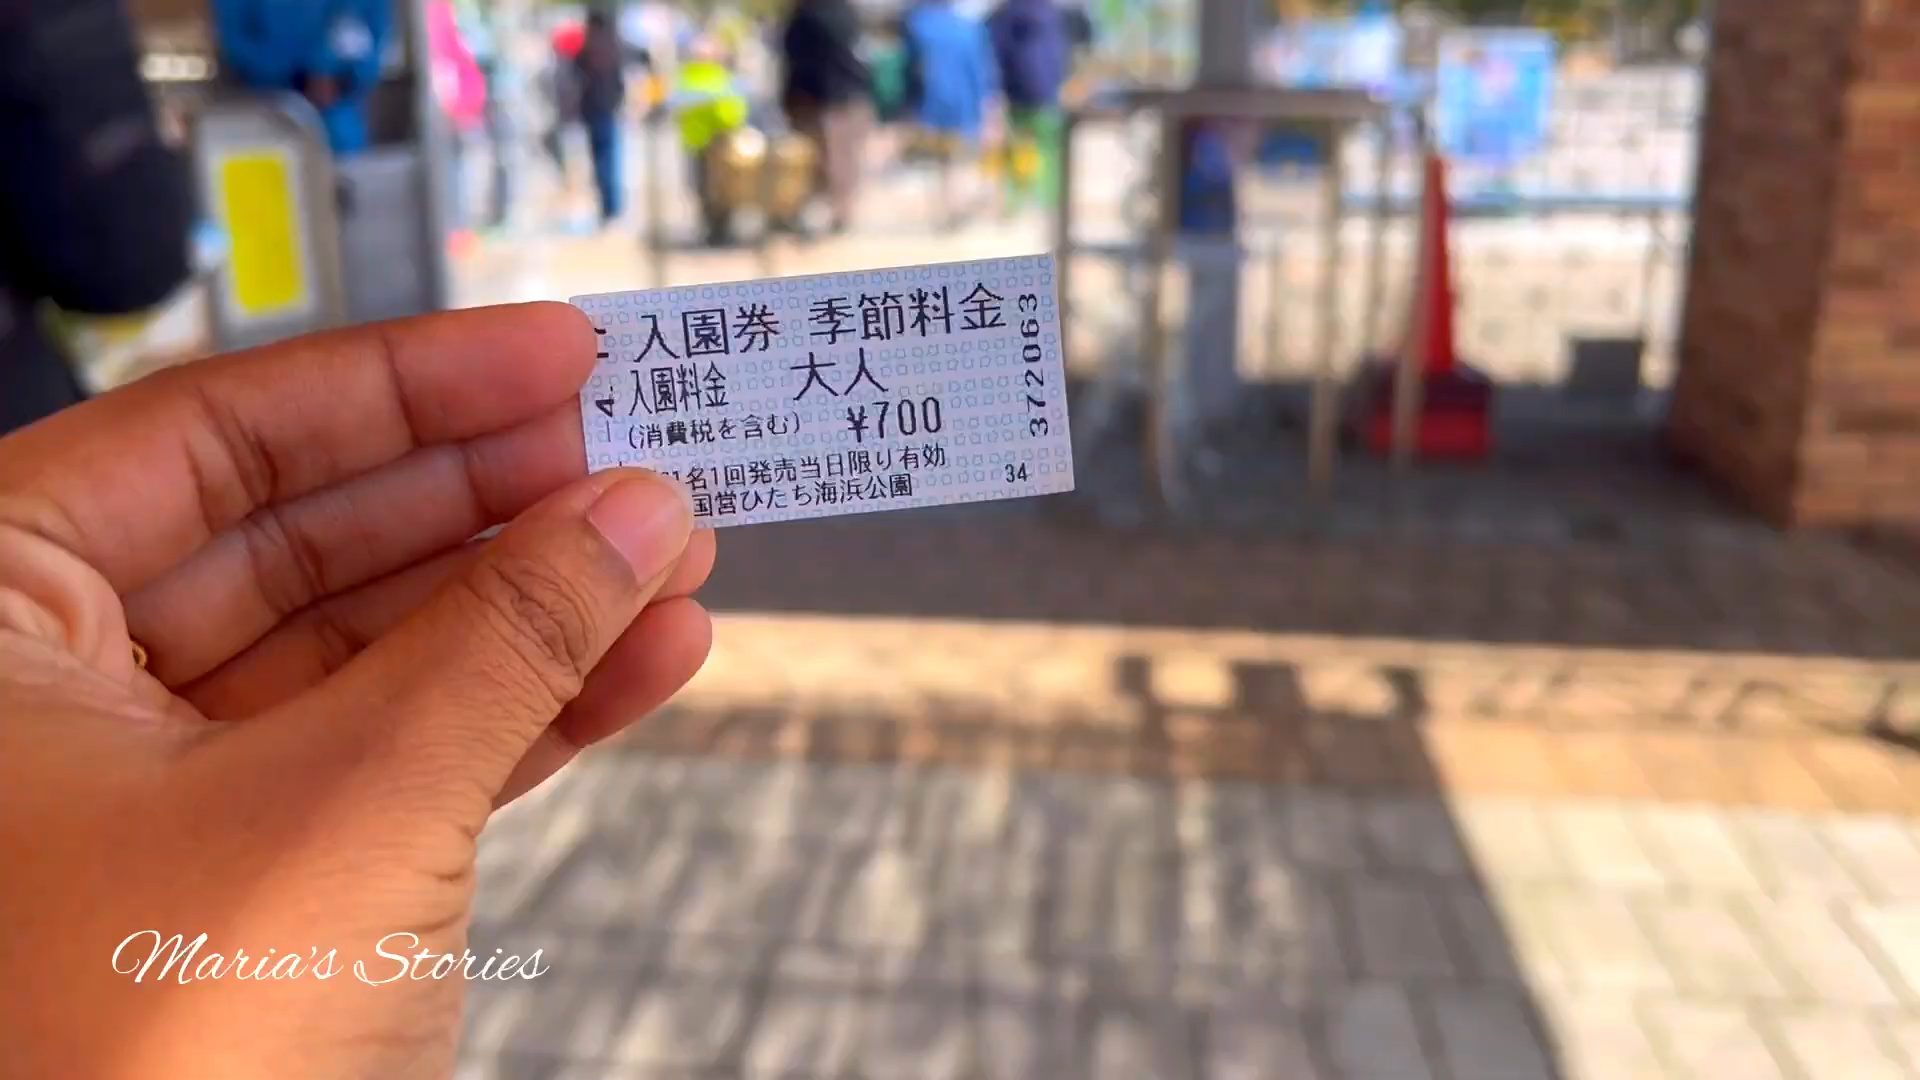 入園券 季節料金
入園料金 大人
(消費税を含む) ¥700
1名1回発売当日限り有効
国営ひたち海浜公園 34
372063
Maria's Stories